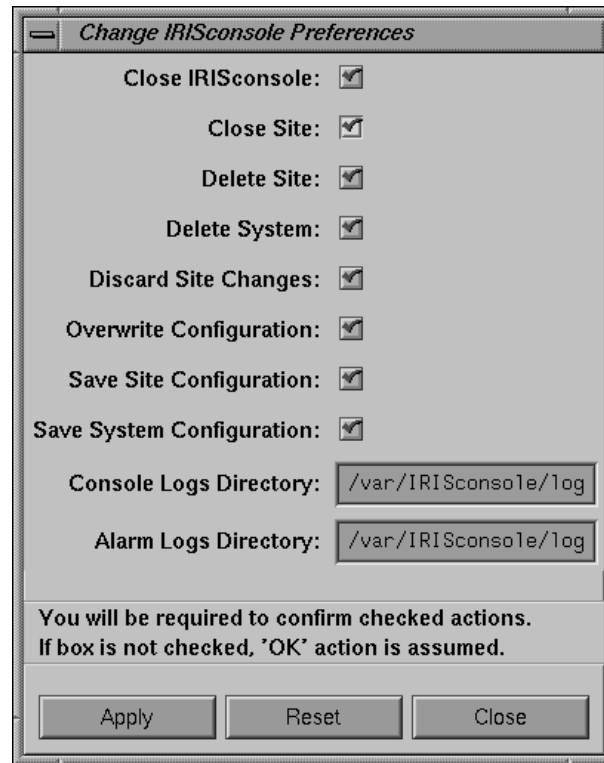 Change IRISconsole Preferences
Close IRISconsole:
Close Site:
Delete Site:
Delete System:
Discard Site Changes:
Overwrite Configuration:
Save Site Configuration:
Save System Configuration:
Console Logs Directory: /var/IRISconsole/log
Alarm Logs Directory: /var/IRISconsole/log
You will be required to confirm checked actions.
If box is not checked, 'OK' action is assumed.
Apply Reset Close